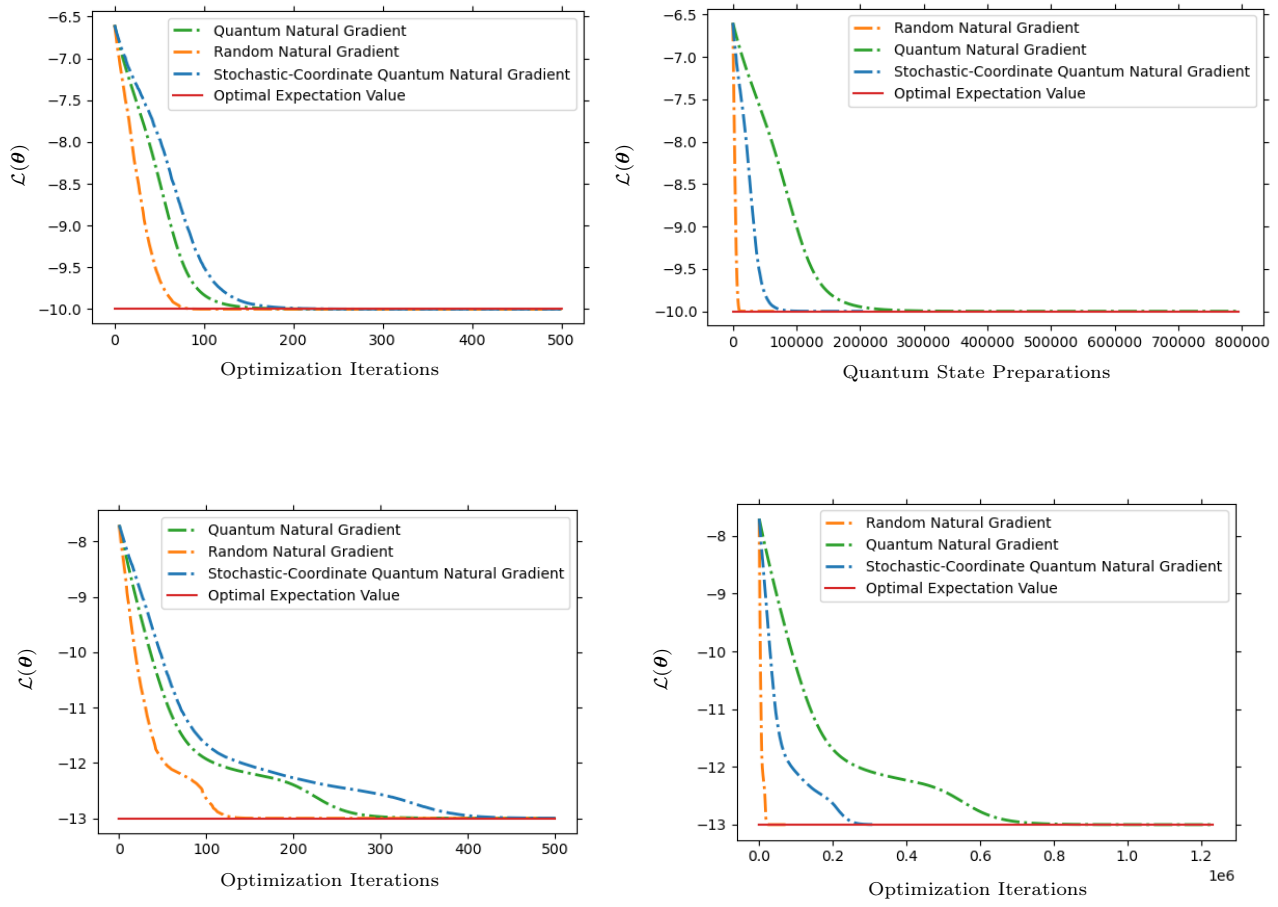 −6.5
−7.0
−7.5
−8.0
−8.5
−9.0
−9.5
−10.0
ℒ(𝜽)
Quantum Natural Gradient
Random Natural Gradient
Stochastic-Coordinate Quantum Natural Gradient
Optimal Expectation Value
0 100 200 300 400 500
Optimization Iterations
−6.5
−7.0
−7.5
−8.0
−8.5
−9.0
−9.5
−10.0
ℒ(𝜽)
Random Natural Gradient
Quantum Natural Gradient
Stochastic-Coordinate Quantum Natural Gradient
Optimal Expectation Value
0 100000 200000 300000 400000 500000 600000 700000 800000
Quantum State Preparations
−8
−9
−10
−11
−12
−13
ℒ(𝜽)
Quantum Natural Gradient
Random Natural Gradient
Stochastic-Coordinate Quantum Natural Gradient
Optimal Expectation Value
0 100 200 300 400 500
Optimization Iterations
−8
−9
−10
−11
−12
−13
ℒ(𝜽)
Random Natural Gradient
Quantum Natural Gradient
Stochastic-Coordinate Quantum Natural Gradient
Optimal Expectation Value
0.0 0.2 0.4 0.6 0.8 1.0 1.2
1e6
Optimization Iterations